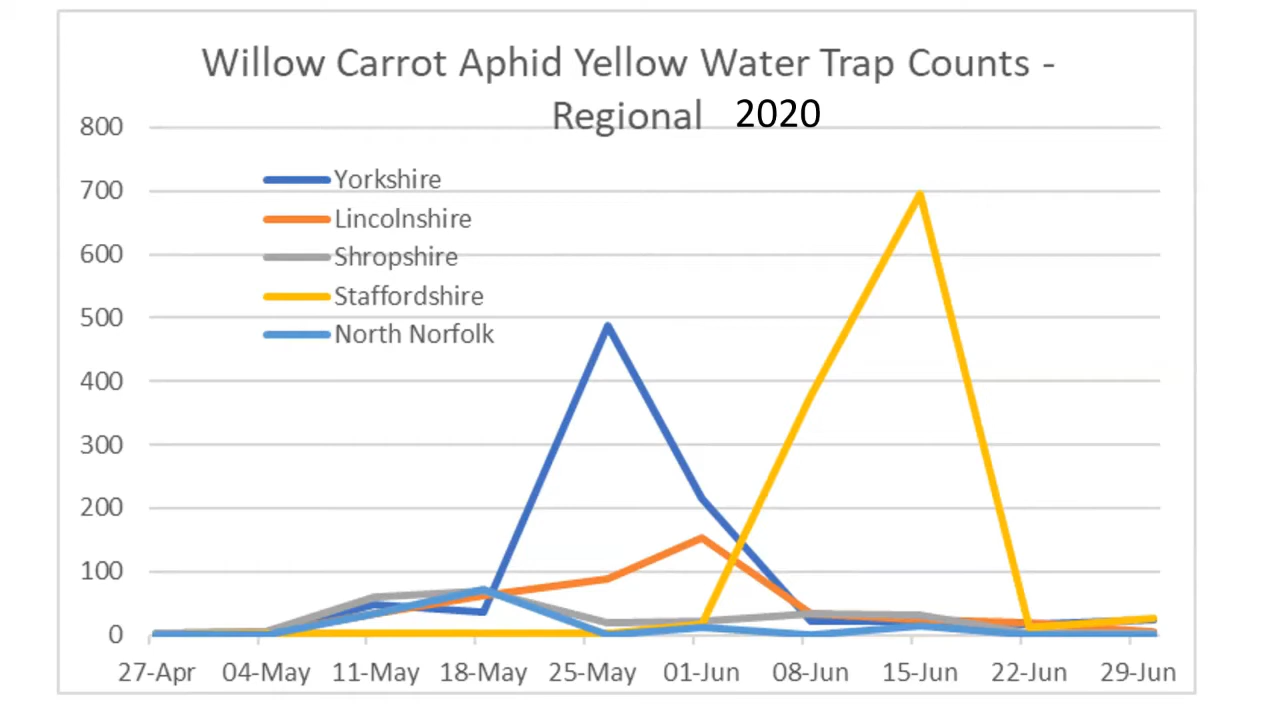 Willow Carrot Aphid Yellow Water Trap Counts -
Regional 2020
800
700
600
500
400
300
200
100
0
Yorkshire
Lincolnshire
Shropshire
Staffordshire
North Norfolk
27-Apr 04-May 11-May 18-May 25-May 01-Jun 08-Jun 15-Jun 22-Jun 29-Jun